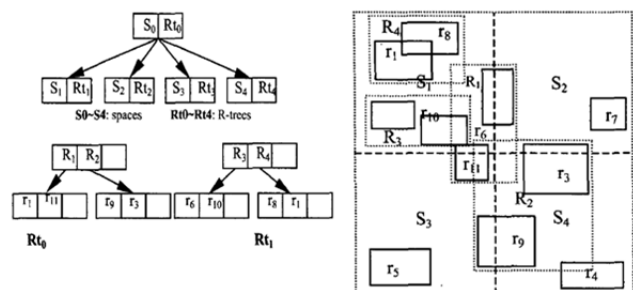 S0 Rt0
S1 Rt1 S2 Rt2 S3 Rt3 S4 Rt4
S0~S4: spaces Rt0~Rt4: R-trees
R1 R2
R3 R4
r1 r11
r9 r3
r6 r10
r8 r1
Rt0
Rt1
R4
r8
r1
S1
R1
S2
r10
r7
R3
r6
r11
r3
R2
S3
S4
r9
r5
r4